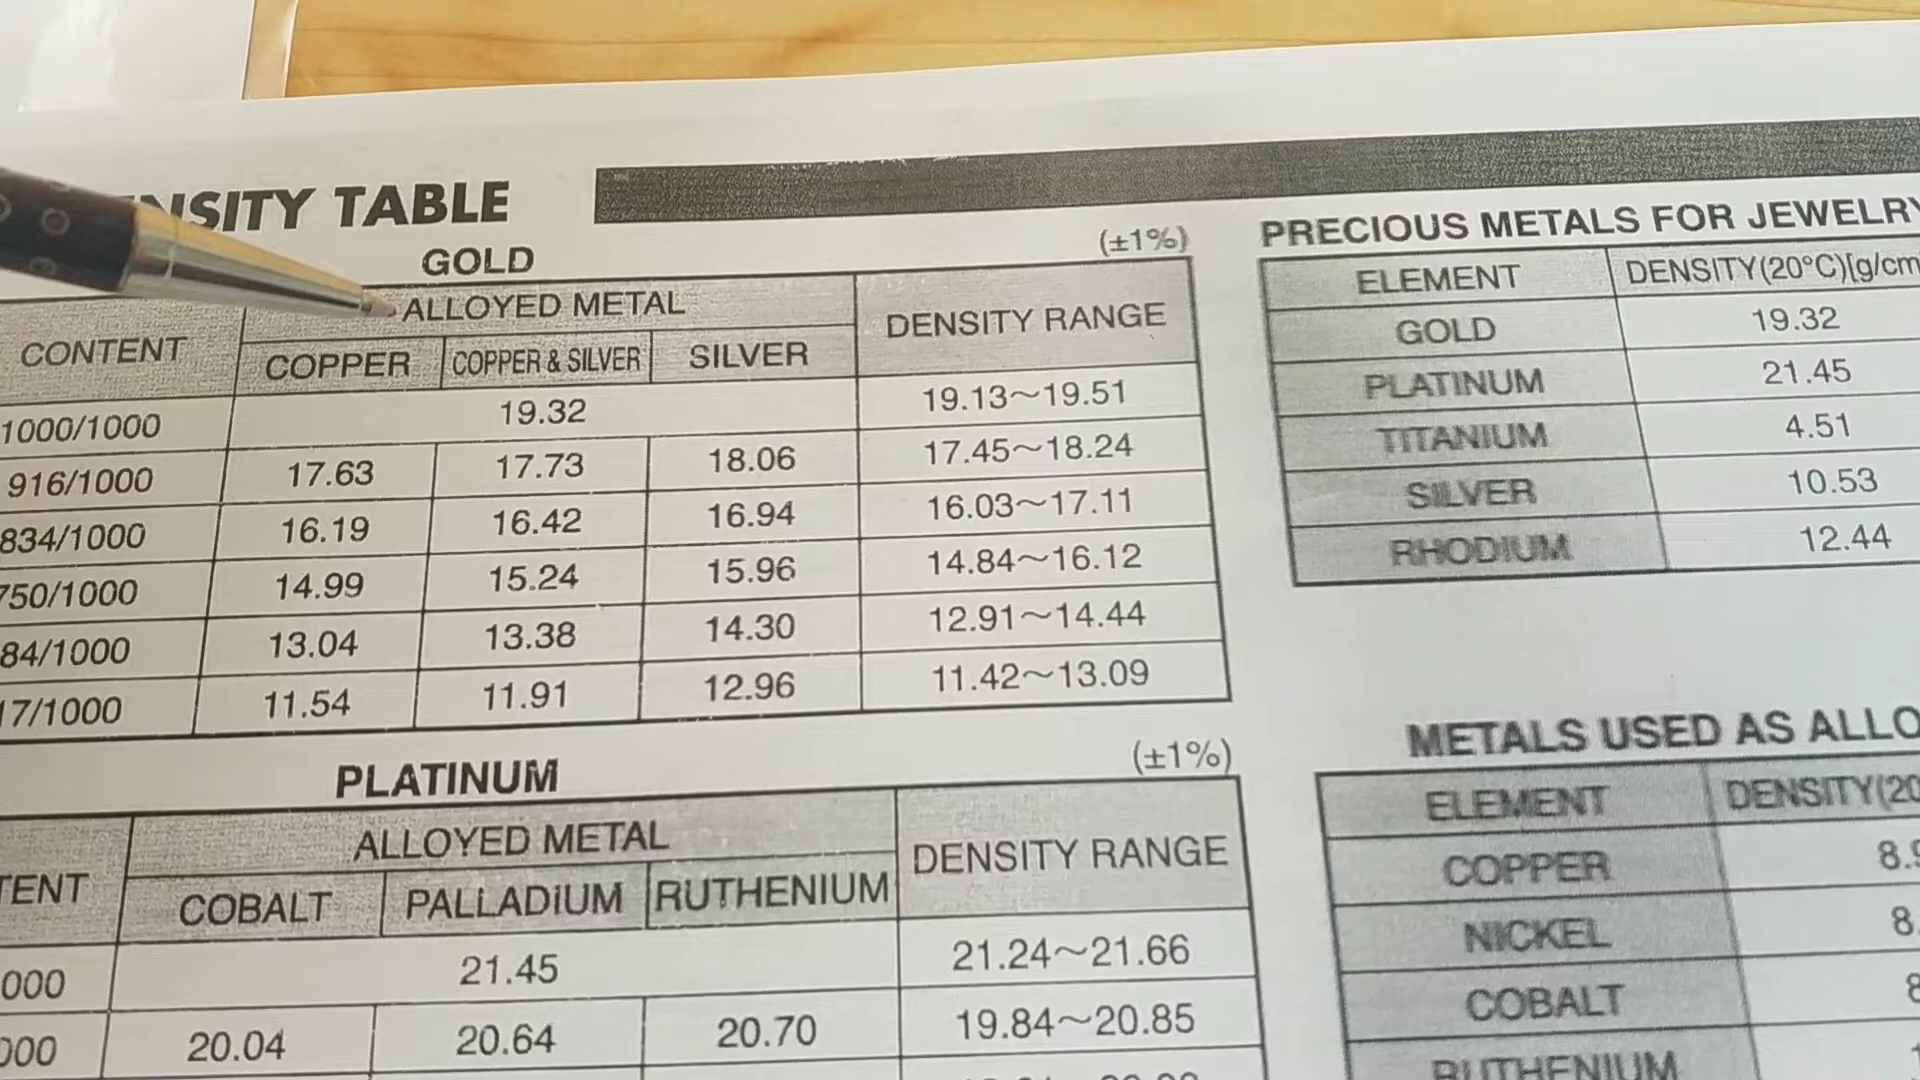 NSITY TABLE
GOLD
(±1%)
CONTENT ALLOYED METAL DENSITY RANGE
COPPER COPPER & SILVER SILVER
1000/1000 19.32 19.13~19.51
916/1000 17.63 17.73 18.06 17.45~18.24
834/1000 16.19 16.42 16.94 16.03~17.11
750/1000 14.99 15.24 15.96 14.84~16.12
84/1000 13.04 13.38 14.30 12.91~14.44
17/1000 11.54 11.91 12.96 11.42~13.09
PLATINUM
(±1%)
TENT ALLOYED METAL DENSITY RANGE
COBALT PALLADIUM RUTHENIUM
000 21.45 21.24~21.66
000 20.04 20.64 20.70 19.84~20.85
PRECIOUS METALS FOR JEWELRY
ELEMENT DENSITY(20°C)[g/cm
GOLD 19.32
PLATINUM 21.45
TITANIUM 4.51
SILVER 10.53
RHODIUM 12.44
METALS USED AS ALLO
ELEMENT DENSITY(20
COPPER 8.9
NICKEL 8.
COBALT 8
RUTHENIUM